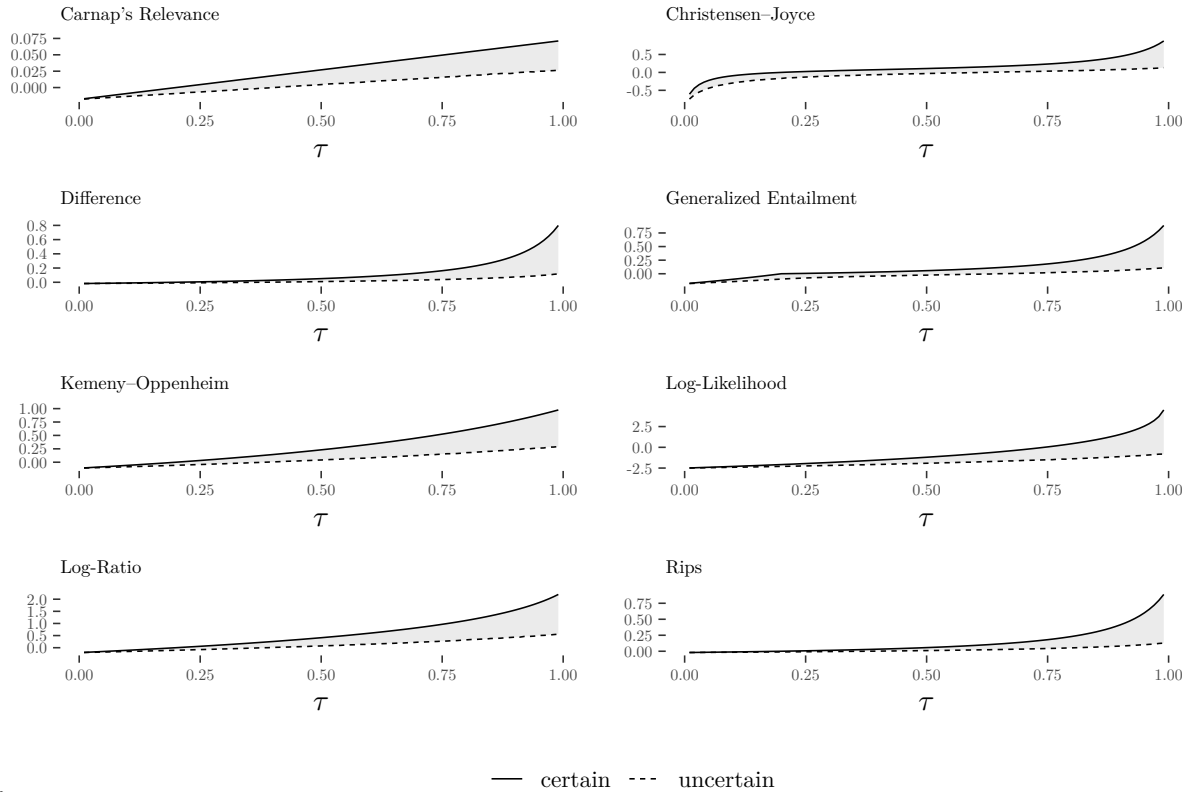 Carnap's Relevance
0.075
0.050
0.025
0.000
0.00 0.25 0.50 0.75 1.00
τ
Christensen–Joyce
0.5
0.0
-0.5
0.00 0.25 0.50 0.75 1.00
τ
Difference
0.8
0.6
0.4
0.2
0.0
0.00 0.25 0.50 0.75 1.00
τ
Generalized Entailment
0.75
0.50
0.25
0.00
0.00 0.25 0.50 0.75 1.00
τ
Kemeny–Oppenheim
1.00
0.75
0.50
0.25
0.00
0.00 0.25 0.50 0.75 1.00
τ
Log-Likelihood
2.5
0.0
-2.5
0.00 0.25 0.50 0.75 1.00
τ
Log-Ratio
2.0
1.5
1.0
0.5
0.0
0.00 0.25 0.50 0.75 1.00
τ
Rips
0.75
0.50
0.25
0.00
0.00 0.25 0.50 0.75 1.00
τ
certain uncertain